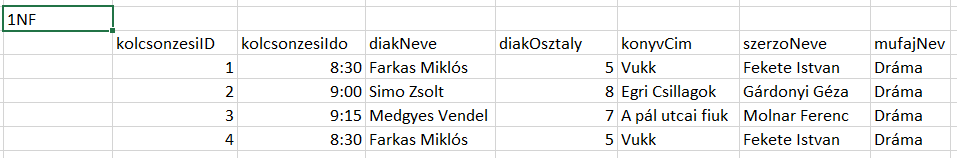 1NF
kolcsonzesiID kolcsonzesiIdo diakNeve diakOsztaly konyvCim szerzoNeve mufajNev
1 8:30 Farkas Miklós 5 Vukk Fekete Istvan Dráma
2 9:00 Simo Zsolt 8 Egri Csillagok Gárdonyi Géza Dráma
3 9:15 Medgyes Vendel 7 A pál utcai fiuk Molnar Ferenc Dráma
4 8:30 Farkas Miklós 5 Vukk Fekete Istvan Dráma